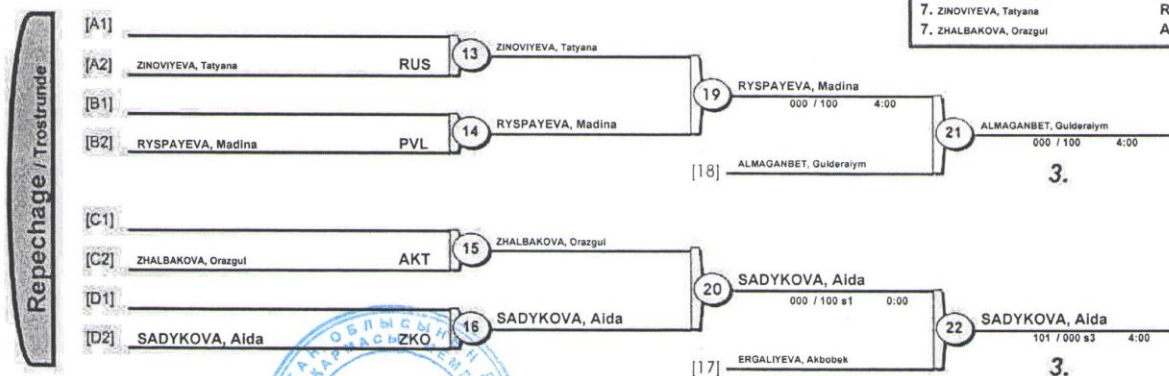 7. ZINOVIYEVA, Tatyana R
7. ZHALBAKOVA, Orazgul A
Repechage / Trostrunde
[A1]
[A2] ZINOVIYEVA, Tatyana RUS
13 ZINOVIYEVA, Tatyana
[B1]
[B2] RYSPAYEVA, Madina PVL
14 RYSPAYEVA, Madina
19 RYSPAYEVA, Madina
000 / 100 4:00
[18] ALMAGANBET, Gulderaiym
21 ALMAGANBET, Gulderaiym
000 / 100 4:00
3.
[C1]
[C2] ZHALBAKOVA, Orazgul AKT
15 ZHALBAKOVA, Orazgul
[D1]
[D2] SADYKOVA, Aida ZKO
16 SADYKOVA, Aida
20 SADYKOVA, Aida
000 / 100 s1 0:00
[17] ERGALIYEVA, Akbobek
22 SADYKOVA, Aida
101 / 000 s3 4:00
3.